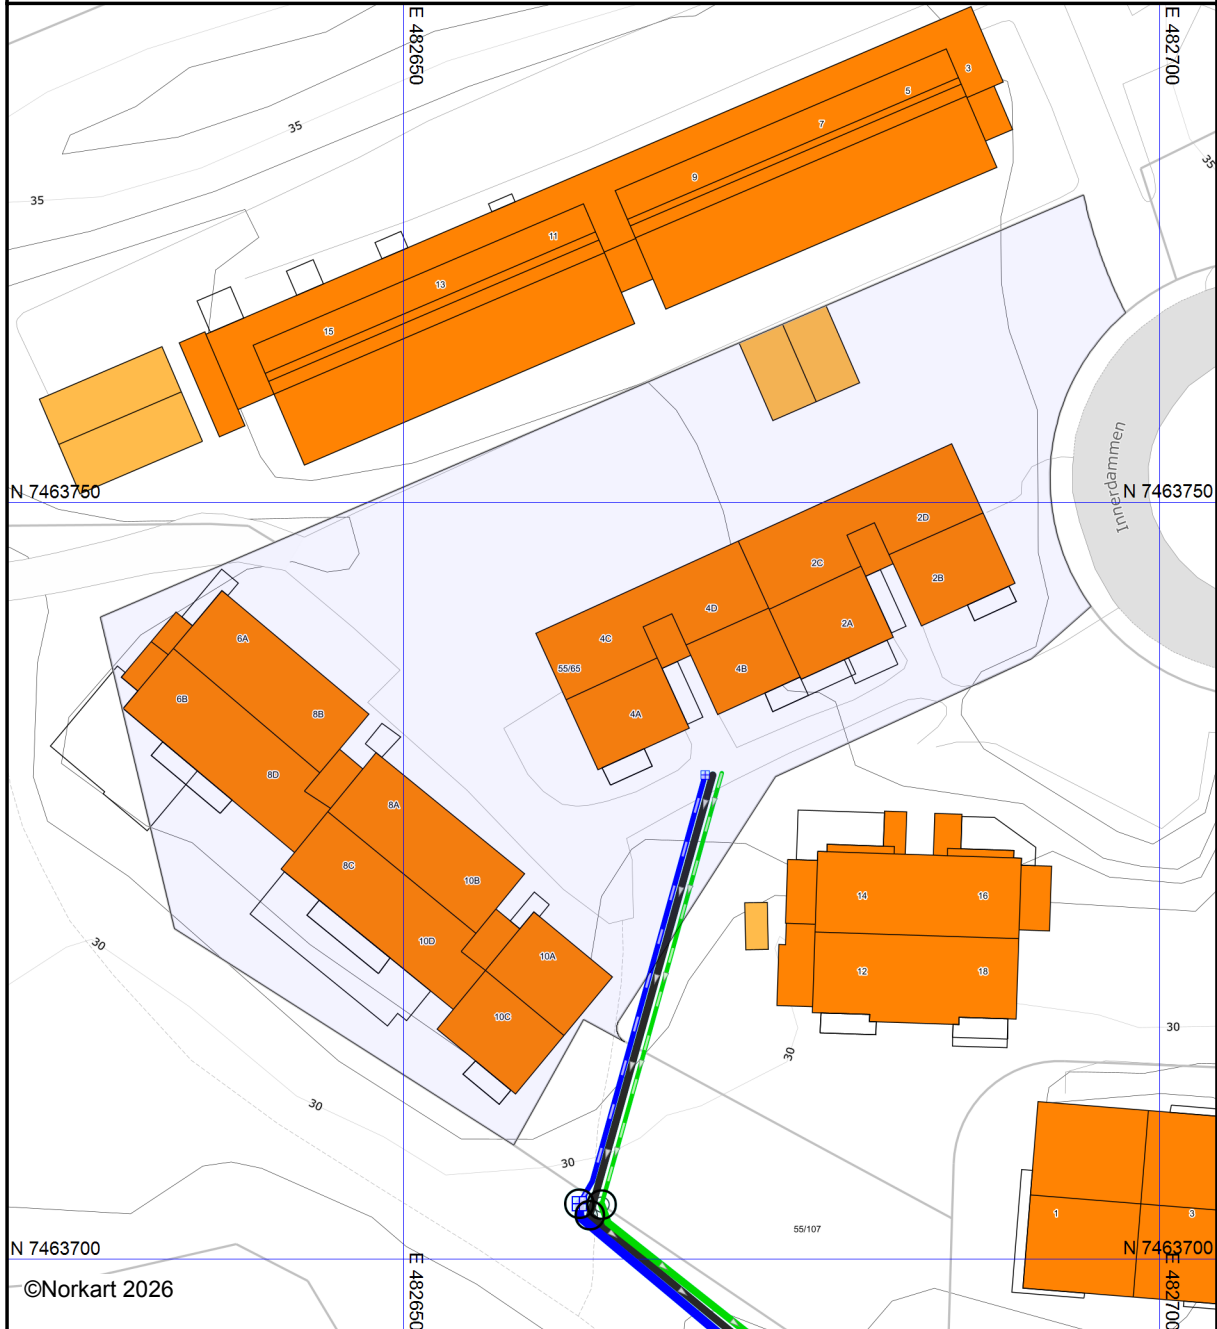 E 482650
E 482700
3
5
35
7
35
9
35
11
13
15
Innerdammen
N 7463750
N 7463750
2D
2C
2B
4D
2A
6A
4C
55/65
4B
6B
8B
4A
8D
8A
8C
10B
14
16
10D
30
10A
12
18
10C
30
30
30
30
1
3
55/107
N 7463700
N 7463700
E 482650
E 482700
©Norkart 2026